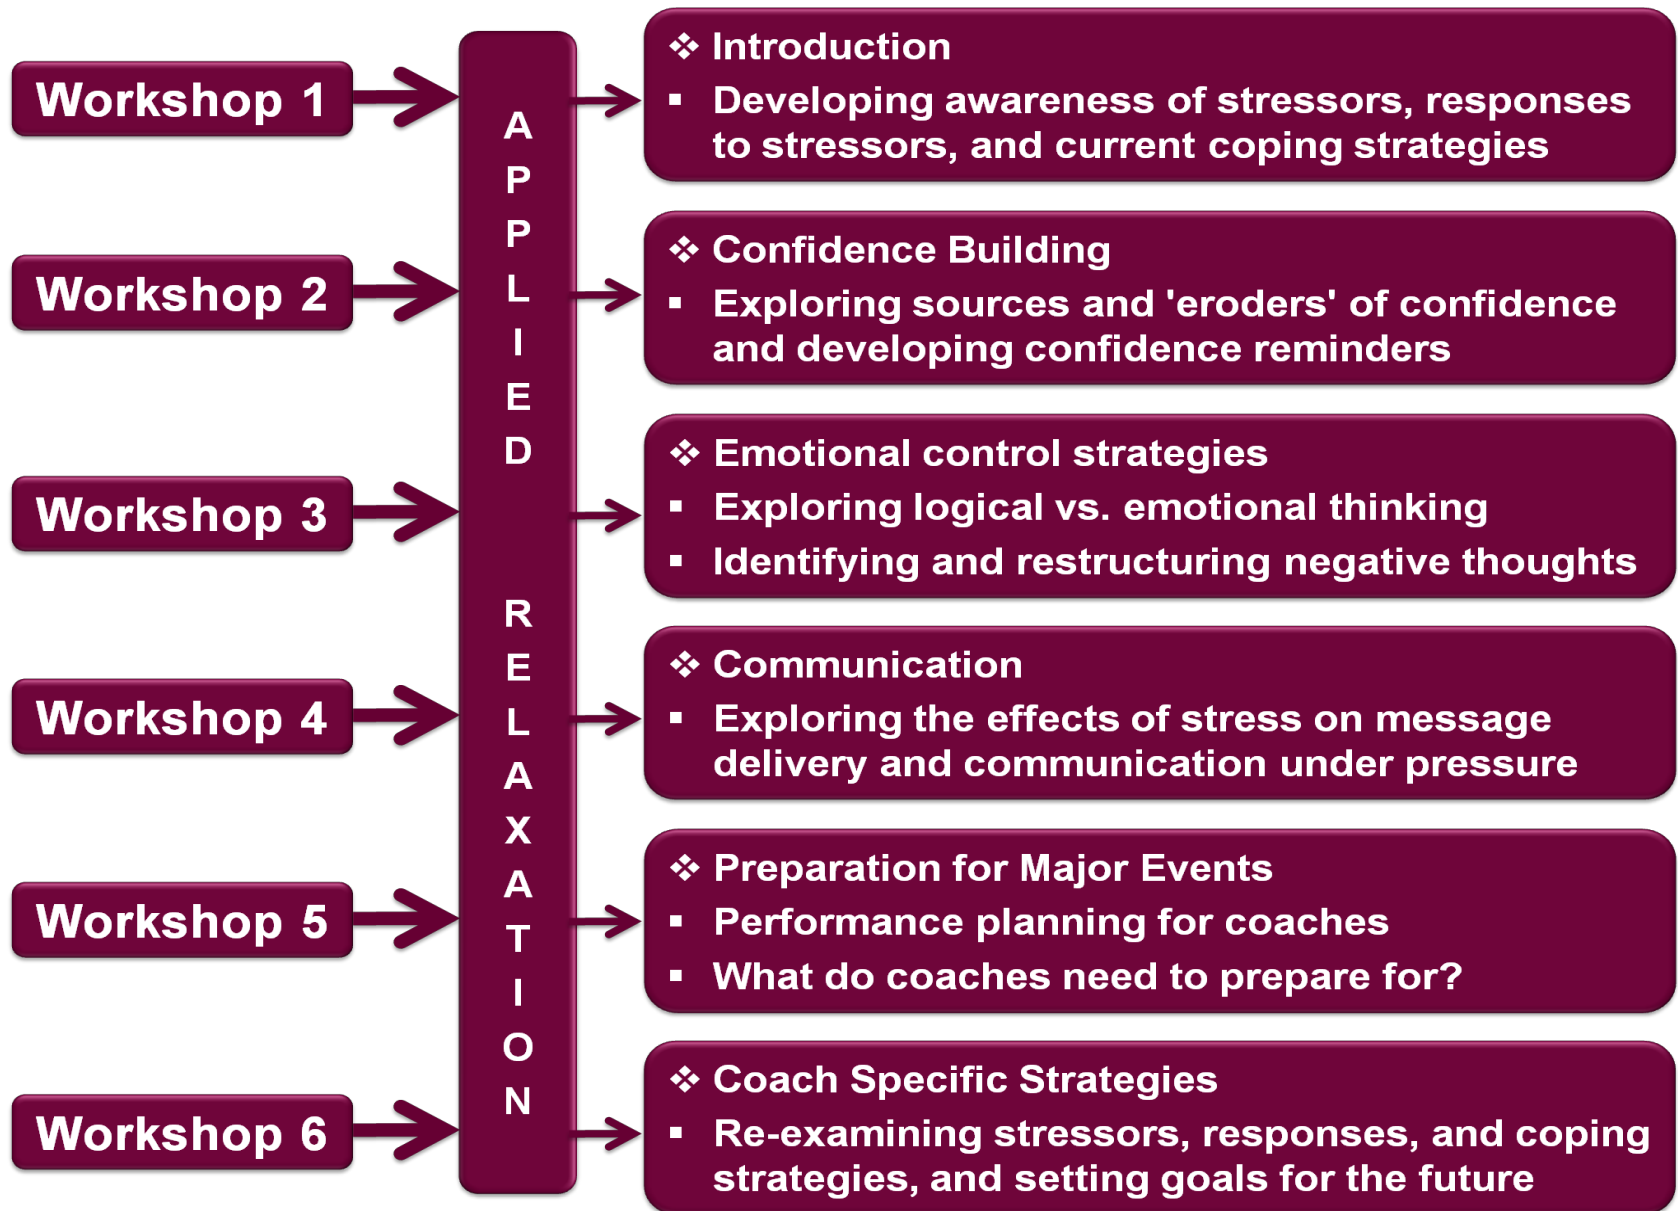 Workshop 1
Workshop 2
Workshop 3
Workshop 4
Workshop 5
Workshop 6
APPLIED RELAXATION
❖ Introduction
▪ Developing awareness of stressors, responses
to stressors, and current coping strategies
❖ Confidence Building
▪ Exploring sources and 'eroders' of confidence
and developing confidence reminders
❖ Emotional control strategies
▪ Exploring logical vs. emotional thinking
▪ Identifying and restructuring negative thoughts
❖ Communication
▪ Exploring the effects of stress on message
delivery and communication under pressure
❖ Preparation for Major Events
▪ Performance planning for coaches
▪ What do coaches need to prepare for?
❖ Coach Specific Strategies
▪ Re-examining stressors, responses, and coping
strategies, and setting goals for the future